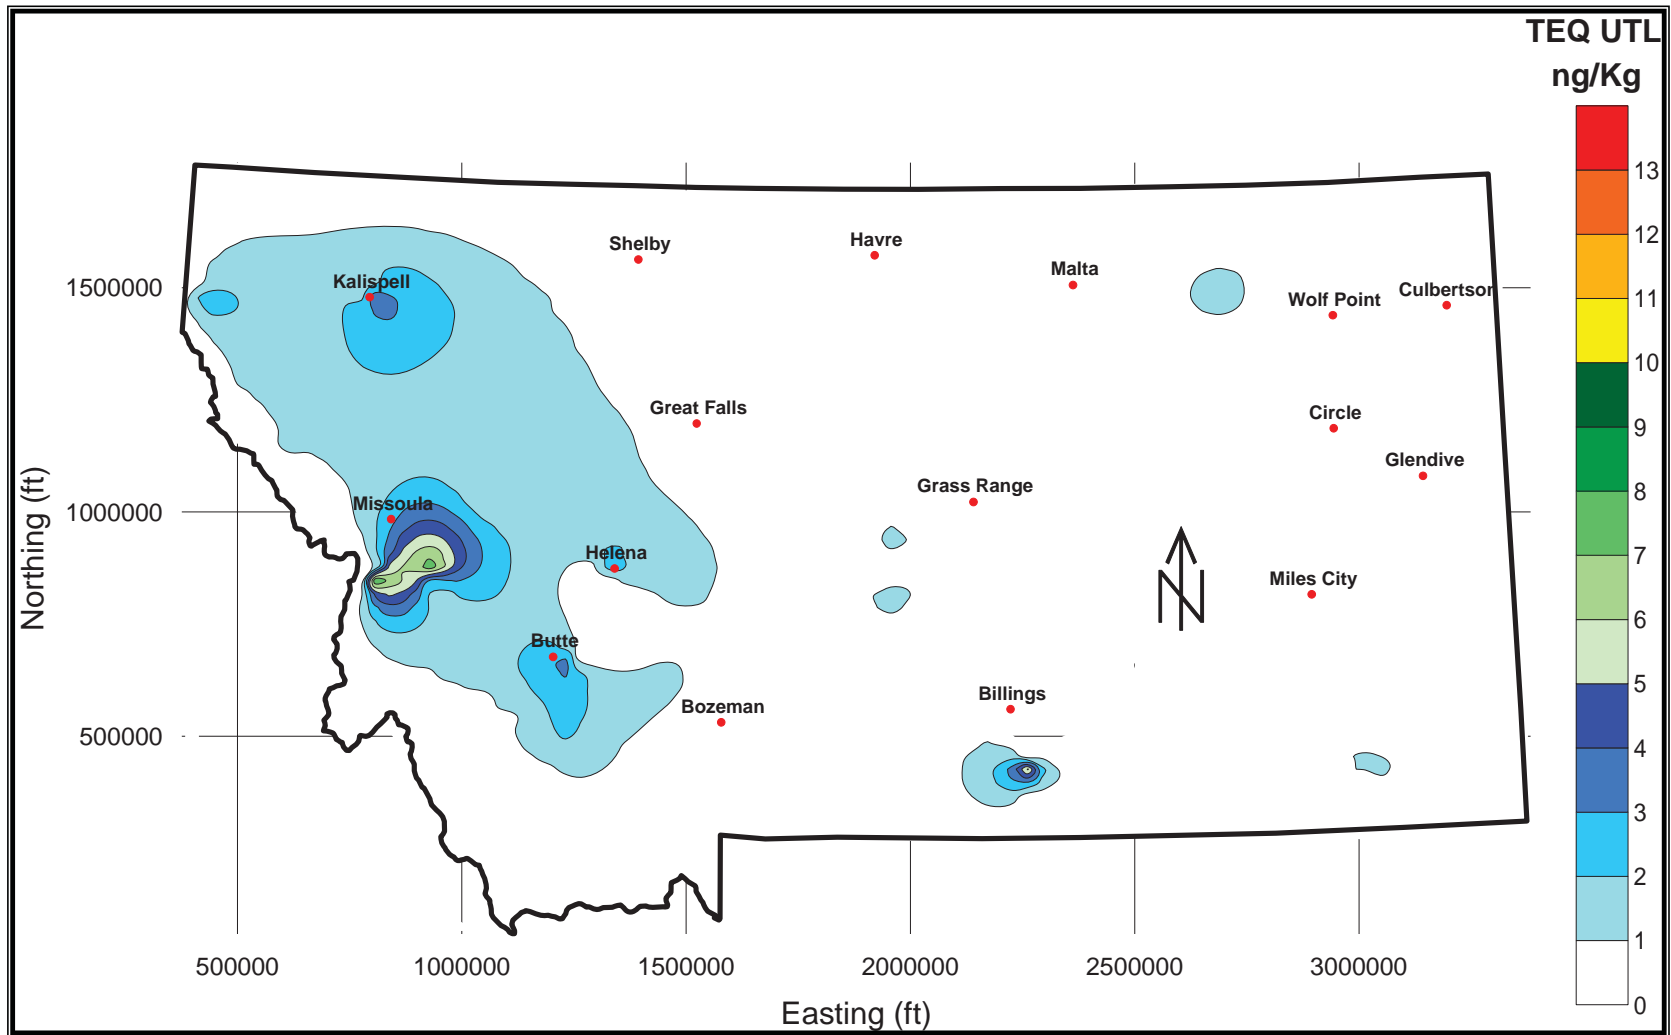 TEQ UTL
ng/Kg
13
12
11
10
9
8
7
6
5
4
3
2
1
0
Shelby
Havre
Malta
Kalispell
Wolf Point
Culbertson
Great Falls
Circle
Glendive
Grass Range
Missoula
Helena
Miles City
N
Butte
Billings
Bozeman
Northing (ft)
1500000
1000000
500000
500000
1000000
1500000
2000000
2500000
3000000
Easting (ft)